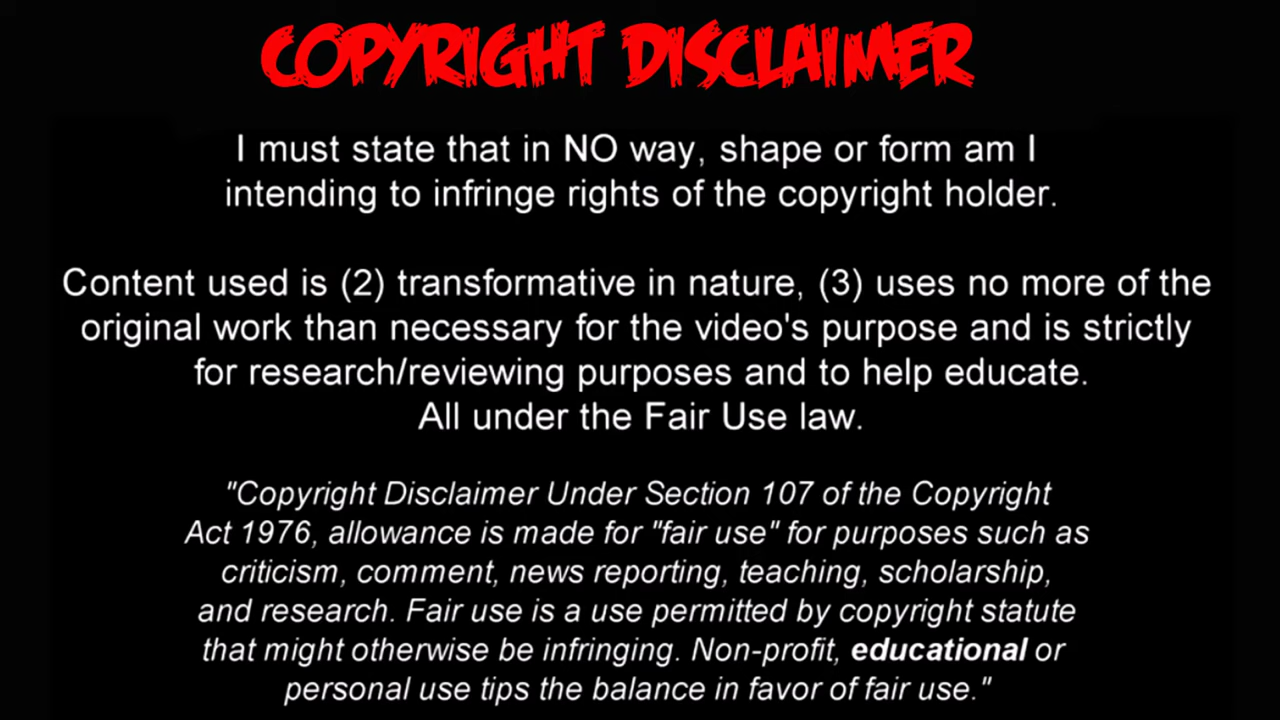 COPYRIGHT DISCLAIMER
I must state that in NO way, shape or form am I
intending to infringe rights of the copyright holder.
Content used is (2) transformative in nature, (3) uses no more of the
original work than necessary for the video's purpose and is strictly
for research/reviewing purposes and to help educate.
All under the Fair Use law.
"Copyright Disclaimer Under Section 107 of the Copyright
Act 1976, allowance is made for "fair use" for purposes such as
criticism, comment, news reporting, teaching, scholarship,
and research. Fair use is a use permitted by copyright statute
that might otherwise be infringing. Non-profit, educational or
personal use tips the balance in favor of fair use."